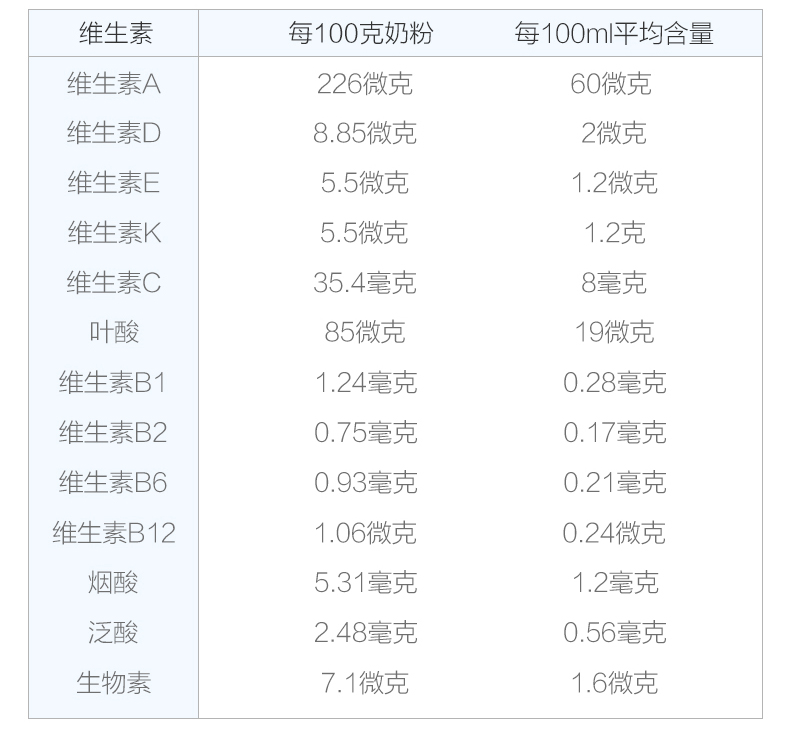 维生素 每100克奶粉 每100ml平均含量
维生素A 226微克 60微克
维生素D 8.85微克 2微克
维生素E 5.5微克 1.2微克
维生素K 5.5微克 1.2克
维生素C 35.4毫克 8毫克
叶酸 85微克 19微克
维生素B1 1.24毫克 0.28毫克
维生素B2 0.75毫克 0.17毫克
维生素B6 0.93毫克 0.21毫克
维生素B12 1.06微克 0.24微克
烟酸 5.31毫克 1.2毫克
泛酸 2.48毫克 0.56毫克
生物素 7.1微克 1.6微克